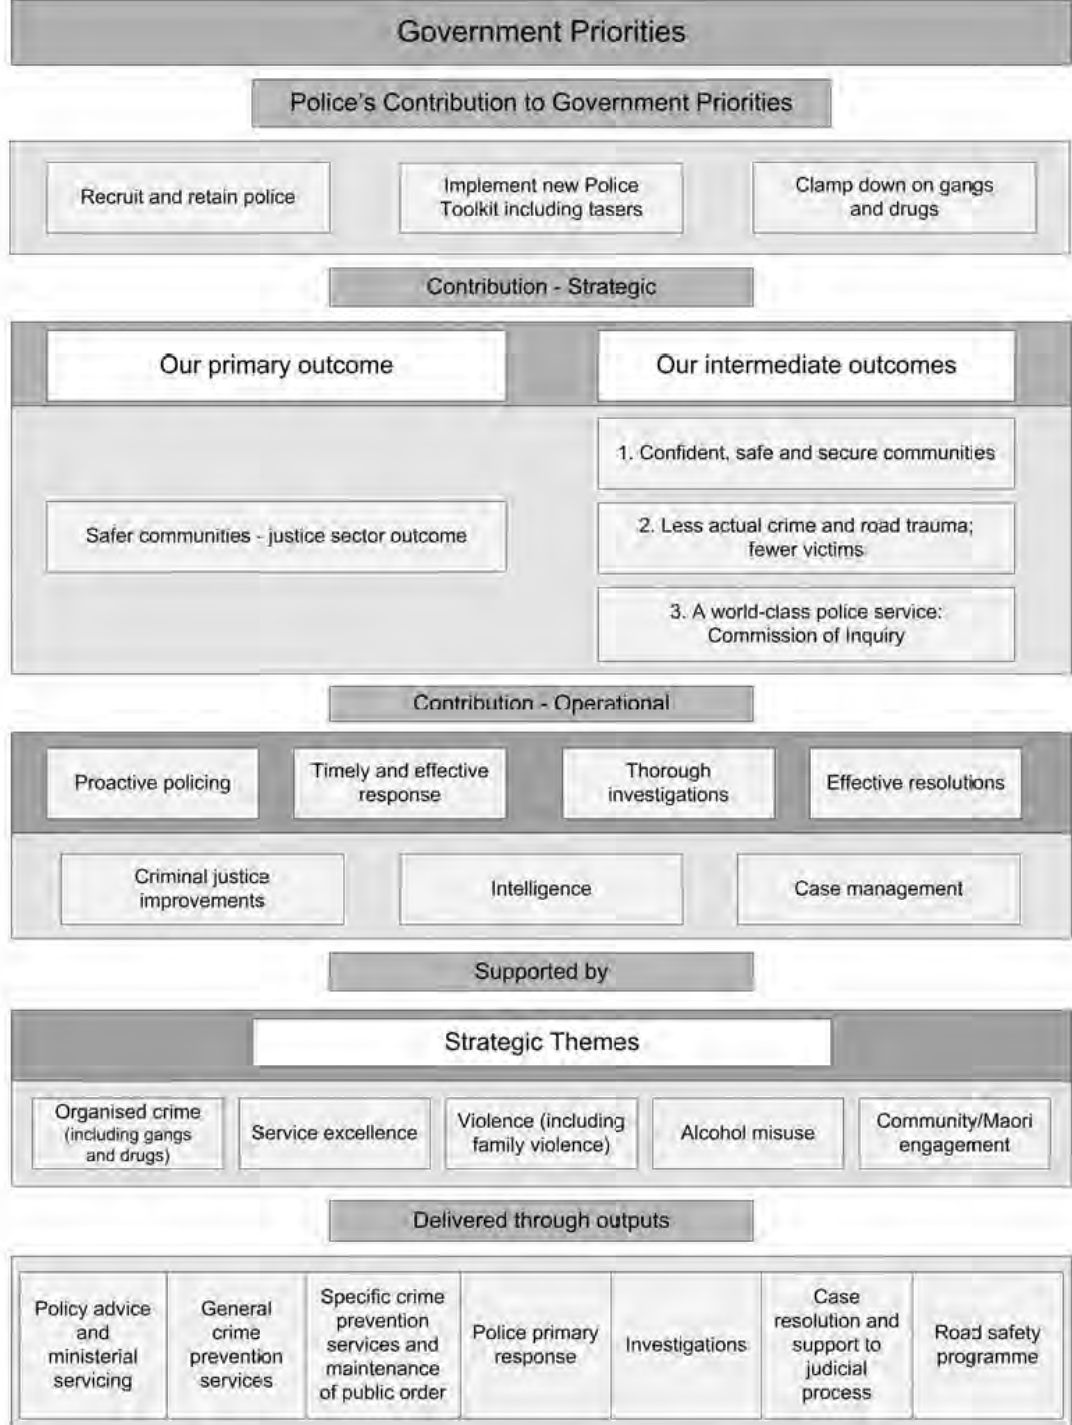 Government Priorities
Police's Contribution to Government Priorities
Recruit and retain police
Implement new Police
Toolkit including tasers
Clamp down on gangs
and drugs
Contribution - Strategic
Our primary outcome
Our intermediate outcomes
1. Confident, safe and secure communities
Safer communities - justice sector outcome
2. Less actual crime and road trauma;
fewer victims
3. A world-class police service:
Commission of Inquiry
Contribution - Operational
Proactive policing
Timely and effective
response
Thorough
investigations
Effective resolutions
Criminal justice
improvements
Intelligence
Case management
Supported by
Strategic Themes
Organised crime
(including gangs
and drugs)
Service excellence
Violence (including
family violence)
Alcohol misuse
Community/Maori
engagement
Delivered through outputs
Policy advice
and
ministerial
servicing
General
crime
prevention
services
Specific crime
prevention
services and
maintenance
of public order
Police primary
response
Investigations
Case
resolution and
support to
judicial
process
Road safety
programme